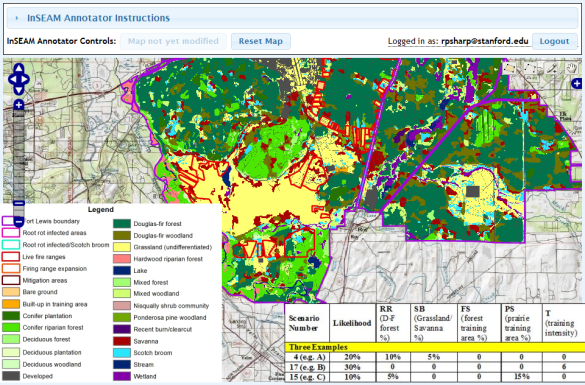 InSEAM Annotator Instructions
InSEAM Annotator Controls: Map not yet modified Reset Map Logged in as: rpsharp@stanford.edu Logout
Legend
ort Lewis boundary
Root rot infected areas
Root rot infected/Scotch broom
Live fire ranges
Firing range expansion
Mitigation areas
Bare ground
Built-up in training area
Conifer plantation
Conifer riparian forest
Deciduous forest
Deciduous plantation
Deciduous woodland
Developed
Douglas-fir forest
Douglas-fir woodland
Grassland (undifferentiated)
Hardwood riparian forest
Lake
Mixed forest
Mixed woodland
Nisqually shrub community
Ponderosa pine woodland
Recent burn/clearcut
Savanna
Scotch broom
Stream
Wetland
Scenario Number Likelihood RR (D-F forest %) SB (Grassland/ Savanna %) FS (forest training area %) PS (prairie training area %) T (training intensity)
Three Examples
4 (e.g. A) 20% 10% 5% 0 0 0
17 (e.g. B) 30% 0 0 0 0 6
15 (e.g. C) 10% 5% 0 0 15% 6